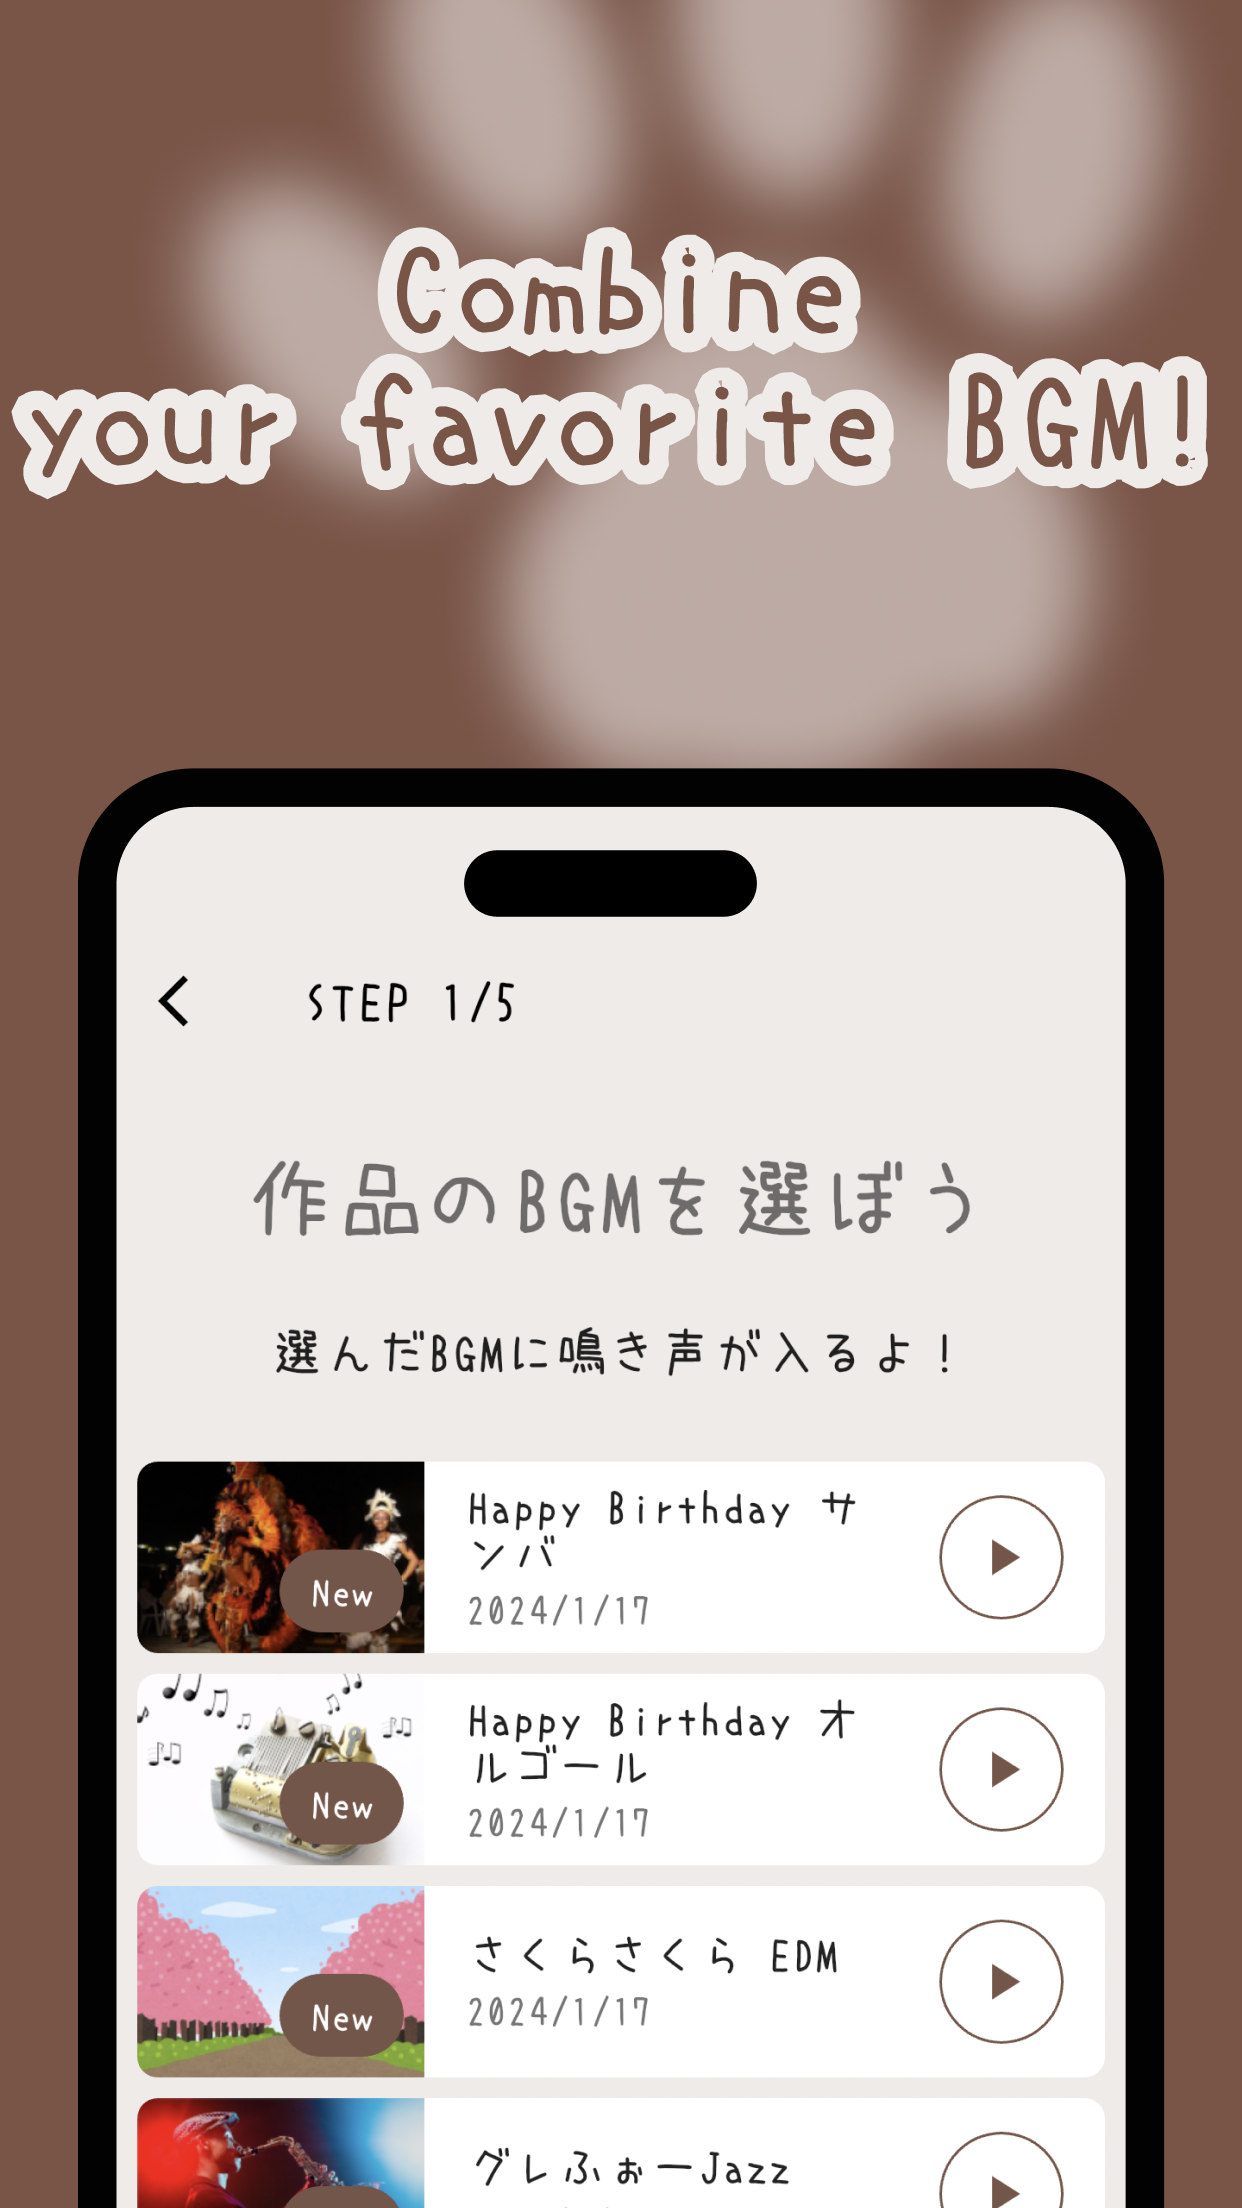 Combine
your favorite BGM!
STEP 1/5
作品のBGMを選ぼう
選んだBGMに鳴き声が入るよ！
Happy Birthday サ
ンバ
2024/1/17
New
Happy Birthday オ
ルゴール
2024/1/17
New
さくらさくら EDM
2024/1/17
New
グレふぉーJazz